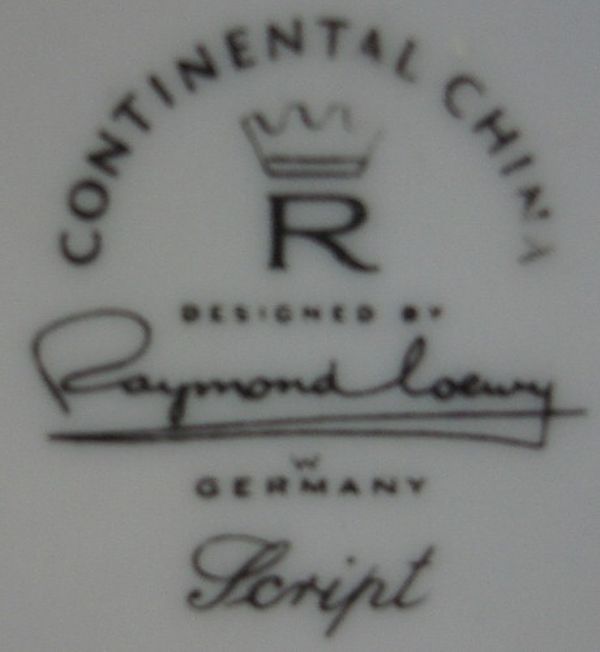 CONTINENTAL CHINA
R
DESIGNED BY
Raymond Loewy
W
GERMANY
Script